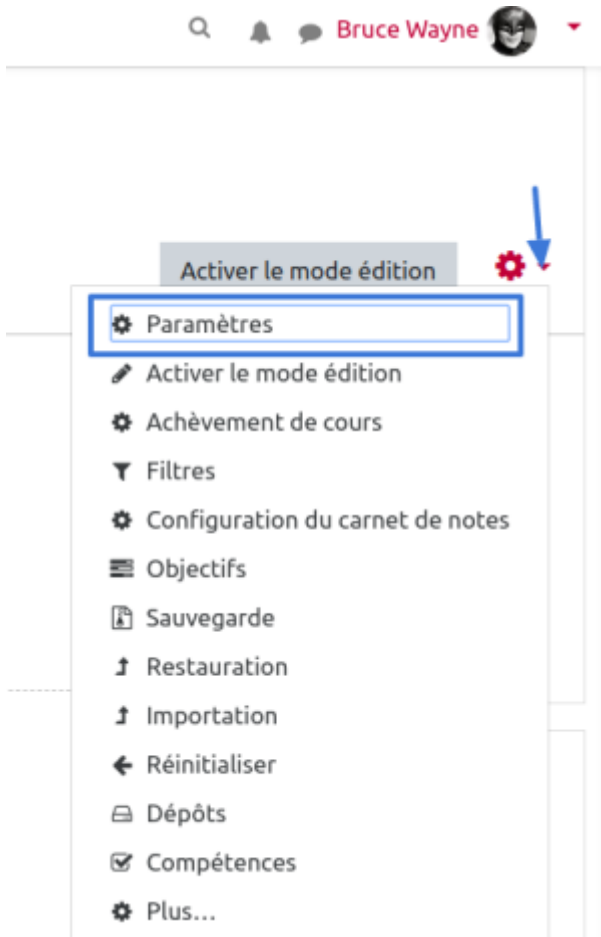 Bruce Wayne
Activer le mode édition
Paramètres
Activer le mode édition
Achèvement de cours
Filtres
Configuration du carnet de notes
Objectifs
Sauvegarde
Restauration
Importation
Réinitialiser
Dépôts
Compétences
Plus...